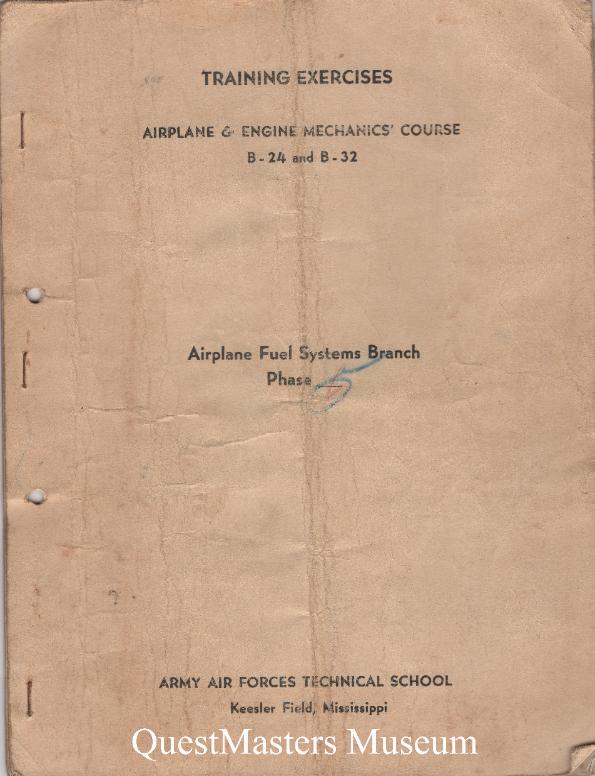 TRAINING EXERCISES
AIRPLANE & ENGINE MECHANICS' COURSE
B-24 and B-32
Airplane Fuel Systems Branch
Phase
ARMY AIR FORCES TECHNICAL SCHOOL
Keesler Field, Mississippi
QuestMasters Museum